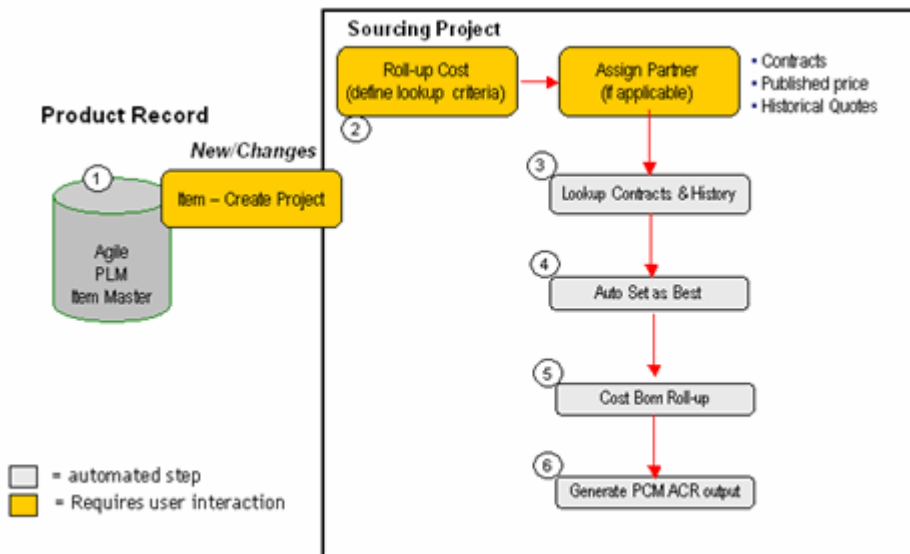 Sourcing Project
Roll-up Cost
(define lookup criteria)
2
Assign Partner
(if applicable)
• Contracts
• Published price
• Historical Quotes
Product Record
New/Changes
1
Item – Create Project
Agile
PLM
Item Master
3
Lookup Contracts & History
4
Auto Set as Best
5
Cost Bom Roll-up
6
Generate PCM ACR output
= automated step
= Requires user interaction